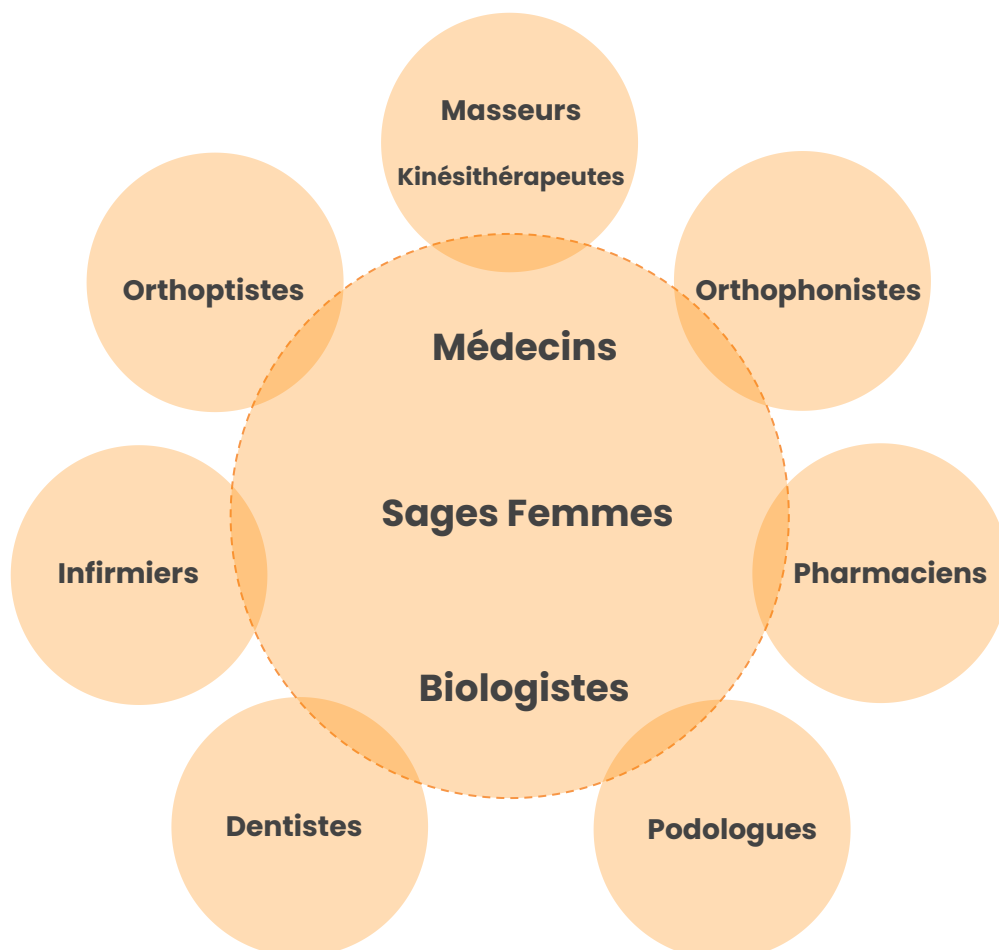 Masseurs
Kinésithérapeutes
Orthoptistes
Orthophonistes
Médecins
Sages Femmes
Infirmiers
Pharmaciens
Biologistes
Dentistes
Podologues